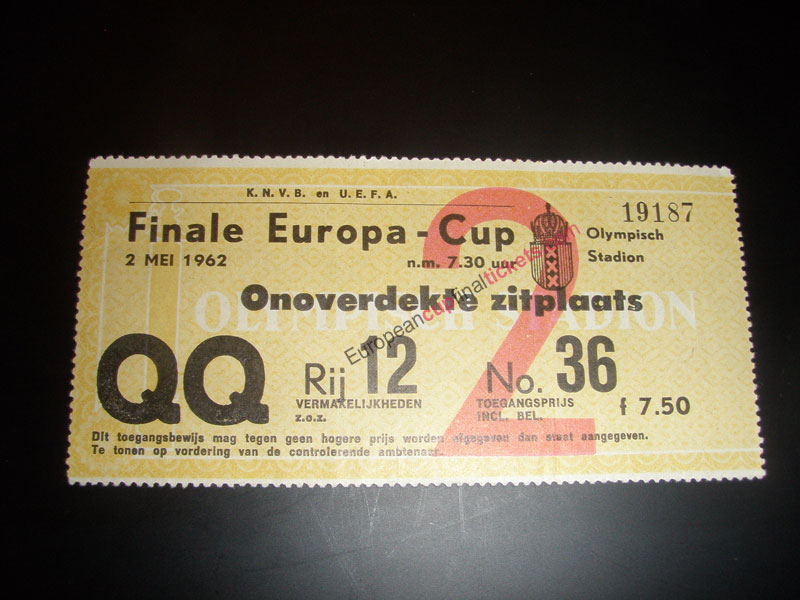 K. N. V. B. en U. E. F. A.
19187
Finale Europa - Cup
Olympisch
Stadion
2 MEI 1962
n.m. 7.30 uur
2
Onoverdekte zitplaats
OLYMPISCH STADION
Europeancupfinaltickets.com
QQ
Rij 12
No. 36
VERMAKELIJKHEDEN
z.o.z.
TOEGANGSPRIJS
INCL. BEL.
f 7.50
Dit toegangsbewijs mag tegen geen hogere prijs worden afgegeven dan staat aangegeven.
Te tonen op vordering van de controlerende ambtenaar.